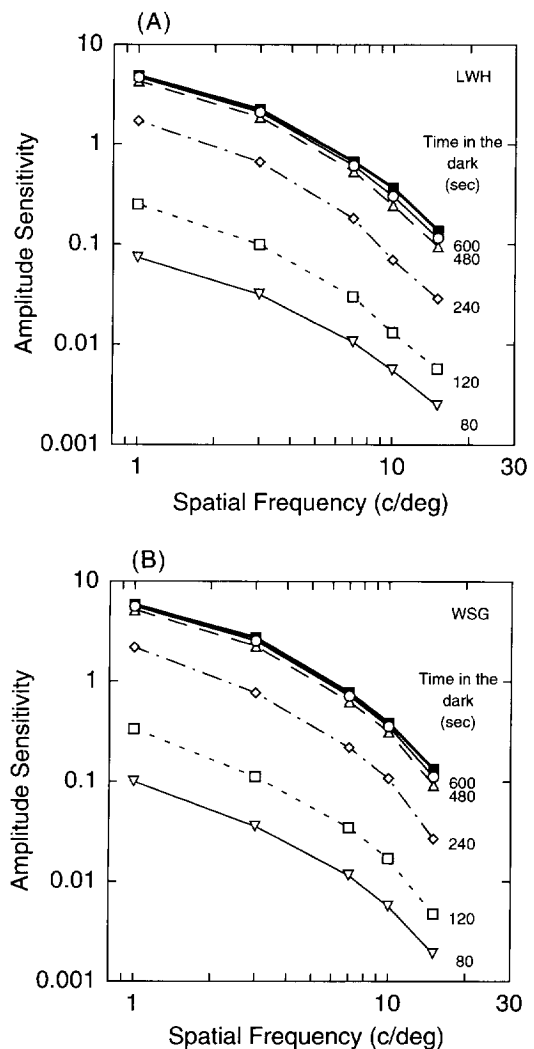 (A)
10
LWH
Time in the
dark
(sec)
1
0.1
0.01
0.001
600
480
240
120
80
1
10
30
Spatial Frequency (c/deg)
Amplitude Sensitivity
(B)
10
WSG
Time in the
dark
(sec)
1
0.1
0.01
0.001
600
480
240
120
80
1
10
30
Spatial Frequency (c/deg)
Amplitude Sensitivity